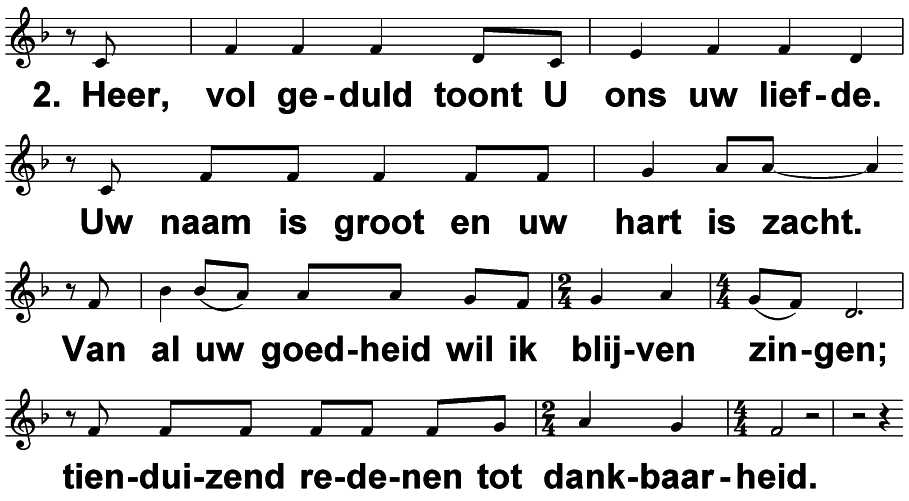 2. Heer, vol ge-duld toont U ons uw lief-de.
Uw naam is groot en uw hart is zacht.
Van al uw goed-heid wil ik blij-ven zin-gen;
tien-dui-zend re-de-nen tot dank-baar-heid.